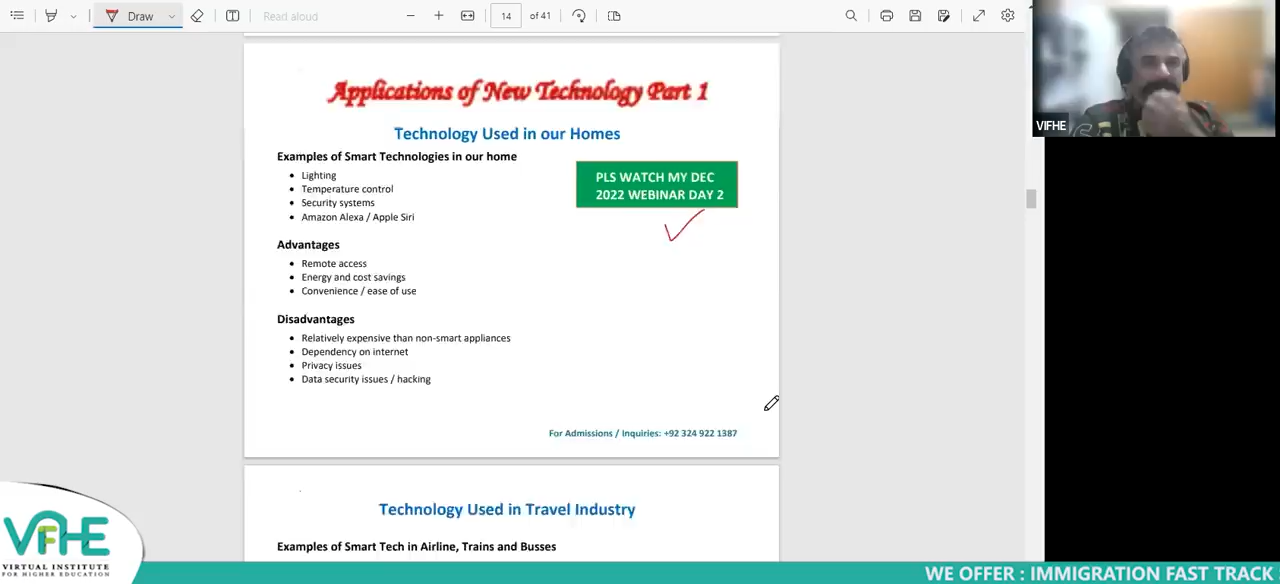 Draw
Read aloud
14
of 41
VIFHE
Applications of New Technology Part 1
Technology Used in our Homes
Examples of Smart Technologies in our home
Lighting
Temperature control
Security systems
Amazon Alexa / Apple Siri
PLS WATCH MY DEC
2022 WEBINAR DAY 2
Advantages
Remote access
Energy and cost savings
Convenience / ease of use
Disadvantages
Relatively expensive than non-smart appliances
Dependency on internet
Privacy issues
Data security issues / hacking
For Admissions / Inquiries: +92 324 922 1387
Technology Used in Travel Industry
Examples of Smart Tech in Airline, Trains and Busses
VIFHE
VIRTUAL INSTITUTE
FOR HIGHER EDUCATION
WE OFFER : IMMIGRATION FAST TRACK